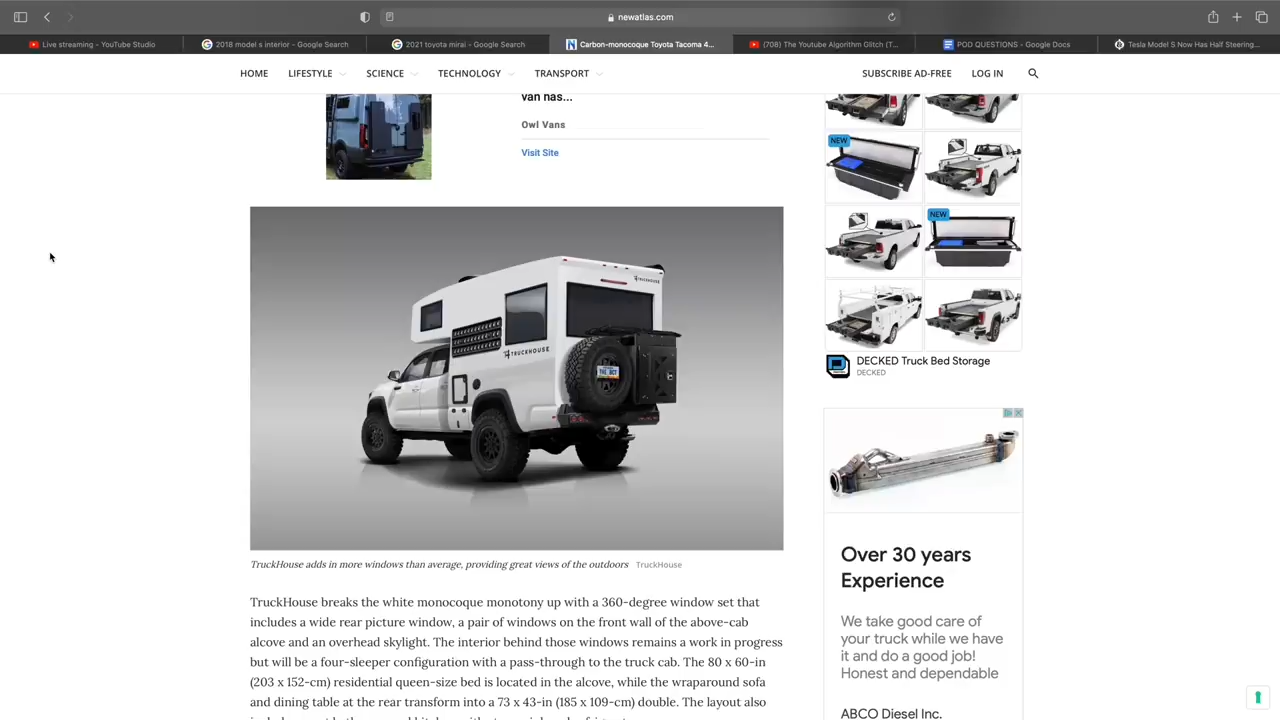 newatlas.com
Live streaming - YouTube Studio
2018 model s interior - Google Search
2021 toyota mirai - Google Search
Carbon-monocoque Toyota Tacoma 4...
(708) The Youtube Algorithm Glitch (T...
POD QUESTIONS - Google Docs
Tesla Model S Now Has Half Steering...
HOME
LIFESTYLE
SCIENCE
TECHNOLOGY
TRANSPORT
SUBSCRIBE AD-FREE
LOG IN
van has...
Owl Vans
Visit Site
NEW
NEW
DECKED Truck Bed Storage
DECKED
TRUCKHOUSE
TRUCKHOUSE
TruckHouse adds in more windows than average, providing great views of the outdoors TruckHouse
TruckHouse breaks the white monocoque monotony up with a 360-degree window set that
includes a wide rear picture window, a pair of windows on the front wall of the above-cab
alcove and an overhead skylight. The interior behind those windows remains a work in progress
but will be a four-sleeper configuration with a pass-through to the truck cab. The 80 x 60-in
(203 x 152-cm) residential queen-size bed is located in the alcove, while the wraparound sofa
and dining table at the rear transform into a 73 x 43-in (185 x 109-cm) double. The layout also
Over 30 years
Experience
We take good care of
your truck while we have
it and do a good job!
Honest and dependable
ABCO Diesel Inc.